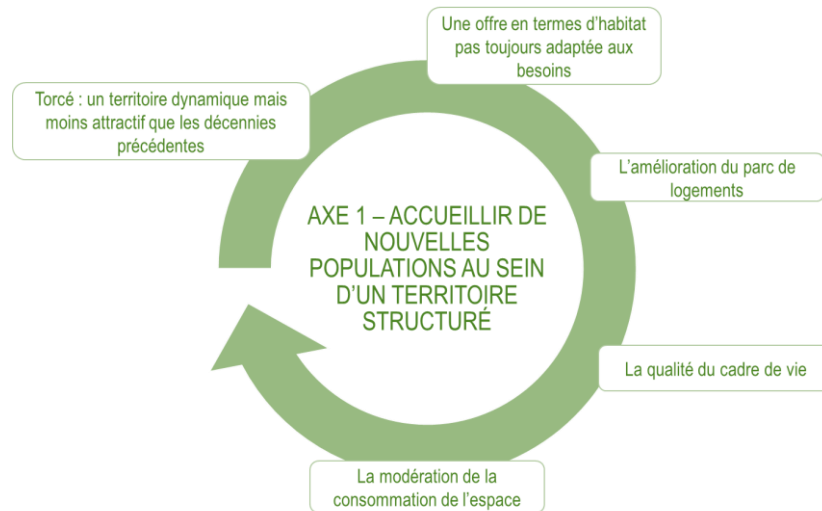 Une offre en termes d’habitat
pas toujours adaptée aux
besoins
Torcé : un territoire dynamique mais
moins attractif que les décennies
précédentes
L’amélioration du parc de
logements
AXE 1 – ACCUEILLIR DE
NOUVELLES
POPULATIONS AU SEIN
D’UN TERRITOIRE
STRUCTURÉ
La qualité du cadre de vie
La modération de la
consommation de l’espace